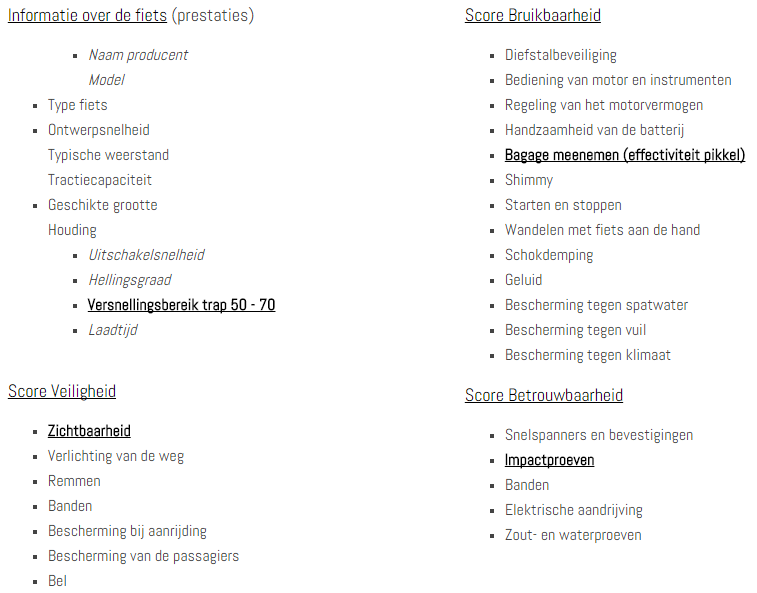 Informatie over de fiets (prestaties)
Naam producent
Model
Type fiets
Ontwerpsnelheid
Typische weerstand
Tractiecapaciteit
Geschikte grootte
Houding
Uitschakelsnelheid
Hellingsgraad
Versnellingsbereik trap 50 - 70
Laadtijd
Score Veiligheid
Zichtbaarheid
Verlichting van de weg
Remmen
Banden
Bescherming bij aanrijding
Bescherming van de passagiers
Bel
Score Bruikbaarheid
Diefstalbeveiliging
Bediening van motor en instrumenten
Regeling van het motorvermogen
Handzaamheid van de batterij
Bagage meenemen (effectiviteit pikkel)
Shimmy
Starten en stoppen
Wandelen met fiets aan de hand
Schokdemping
Geluid
Bescherming tegen spatwater
Bescherming tegen vuil
Bescherming tegen klimaat
Score Betrouwbaarheid
Snelspanners en bevestigingen
Impactproeven
Banden
Elektrische aandrijving
Zout- en waterproeven